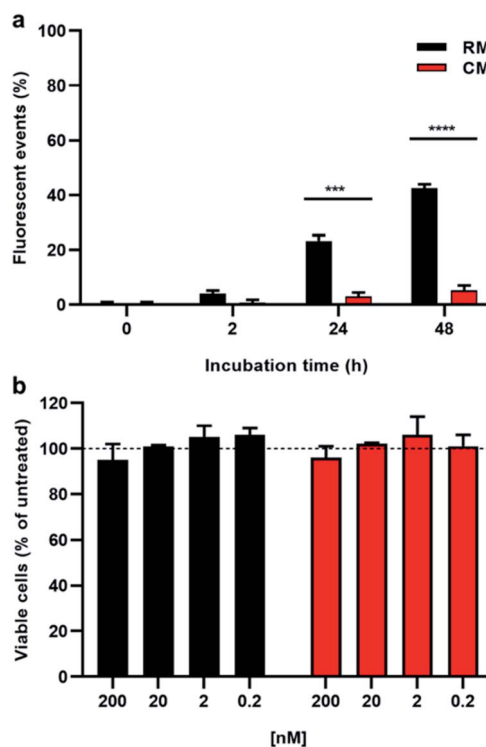 a
100
80
60
40
20
0
Fluorescent events (%)
RM
CM
***
****
0 2 24 48
Incubation time (h)
b
120
100
80
60
40
20
0
Viable cells (% of untreated)
200 20 2 0.2 200 20 2 0.2
[nM]